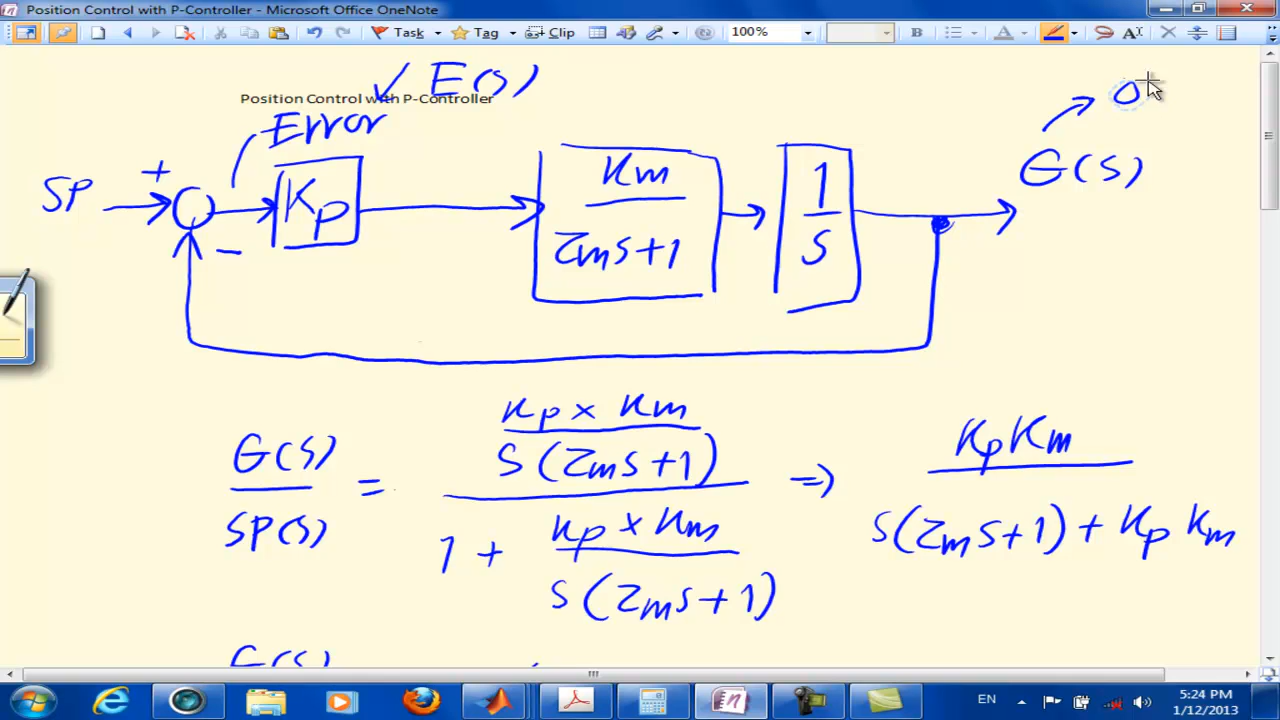 Position Control with P-Controller - Microsoft Office OneNote
Task Tag Clip 100% B A A
E(s)
Position Control with P-Controller
Error
SP + Kp Km 1 G(s)
τms+1 s
−
G(s) = Kp × Km ⇒ KpKm
s(τms+1)
SP(s) 1 + Kp × Km s(τms+1) + Kp Km
s(τms+1)
G(s)
EN 5:24 PM
1/12/2013